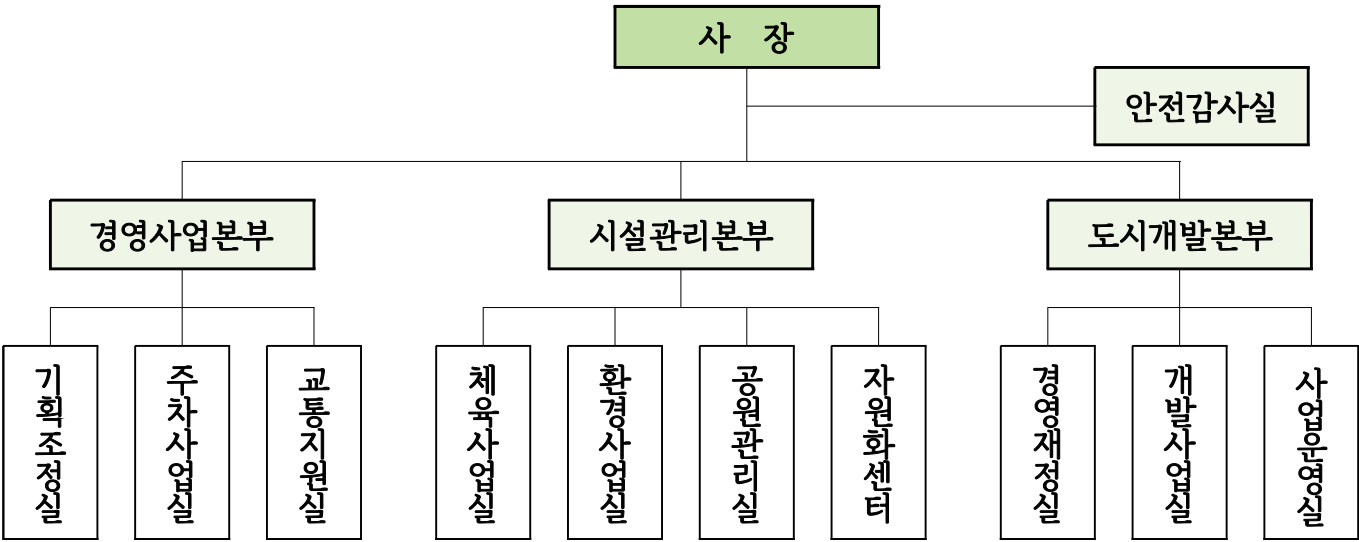 사 장
안전감사실
경영사업본부
시설관리본부
도시개발본부
기획조정실
주차사업실
교통지원실
체육사업실
환경사업실
공원관리실
자원화센터
경영재정실
개발사업실
사업운영실